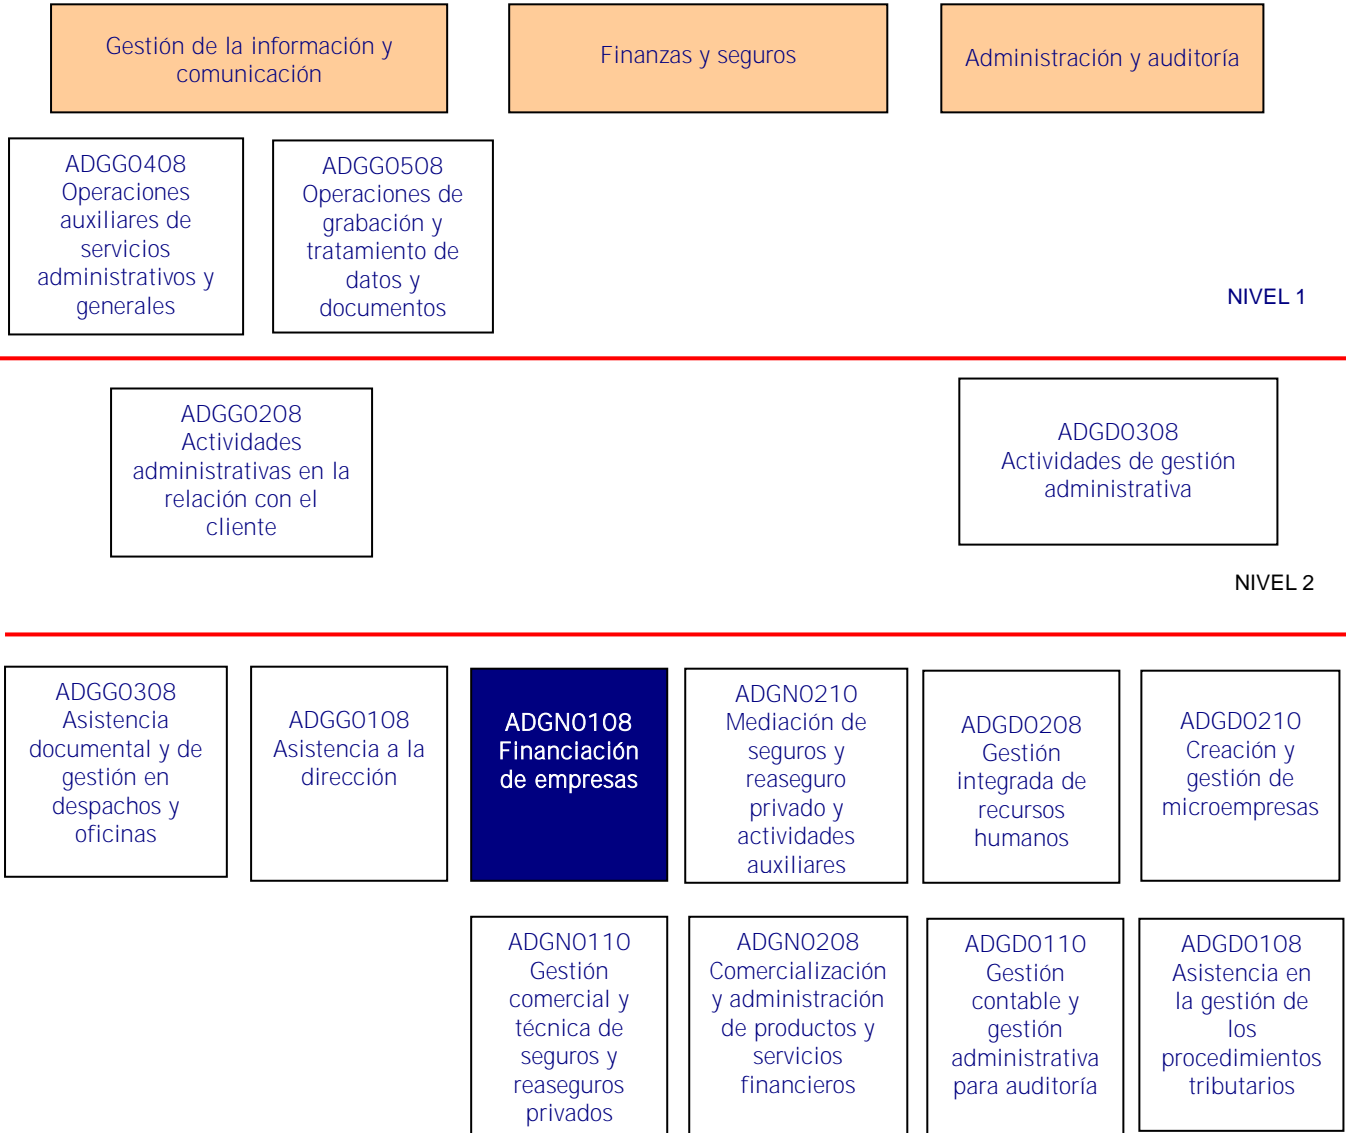 Gestión de la información y
comunicación
Finanzas y seguros
Administración y auditoría
ADGG0408
Operaciones
auxiliares de
servicios
administrativos y
generales
ADGG0508
Operaciones de
grabación y
tratamiento de
datos y
documentos
NIVEL 1
ADGG0208
Actividades
administrativas en la
relación con el
cliente
ADGD0308
Actividades de gestión
administrativa
NIVEL 2
ADGG0308
Asistencia
documental y de
gestión en
despachos y
oficinas
ADGG0108
Asistencia a la
dirección
ADGN0108
Financiación
de empresas
ADGN0210
Mediación de
seguros y
reaseguro
privado y
actividades
auxiliares
ADGD0208
Gestión
integrada de
recursos
humanos
ADGD0210
Creación y
gestión de
microempresas
ADGN0110
Gestión
comercial y
técnica de
seguros y
reaseguros
privados
ADGN0208
Comercialización
y administración
de productos y
servicios
financieros
ADGD0110
Gestión
contable y
gestión
administrativa
para auditoría
ADGD0108
Asistencia en
la gestión de
los
procedimientos
tributarios